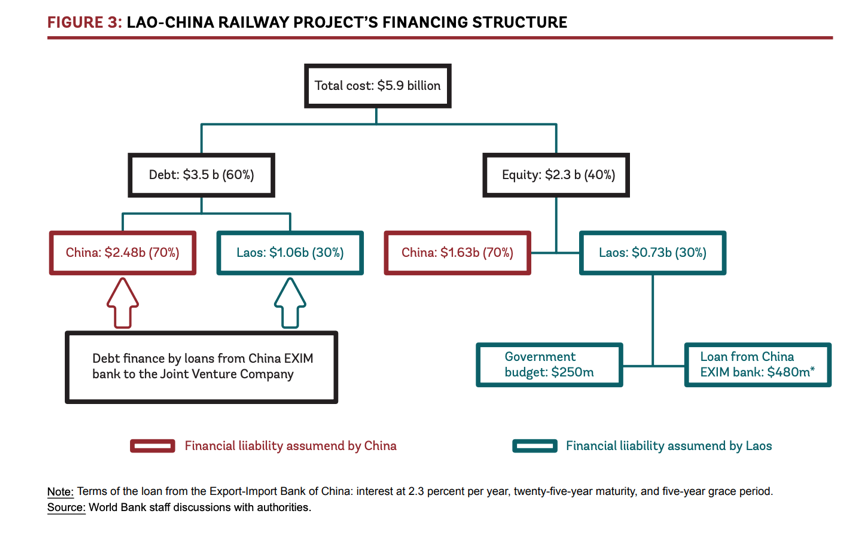 FIGURE 3: LAO-CHINA RAILWAY PROJECT’S FINANCING STRUCTURE
Total cost: $5.9 billion
Debt: $3.5 b (60%)
Equity: $2.3 b (40%)
China: $2.48b (70%)
Laos: $1.06b (30%)
China: $1.63b (70%)
Laos: $0.73b (30%)
Debt finance by loans from China EXIM
bank to the Joint Venture Company
Government
budget: $250m
Loan from China
EXIM bank: $480m*
Financial liiability assumend by China
Financial liiability assumend by Laos
Note: Terms of the loan from the Export-Import Bank of China: interest at 2.3 percent per year, twenty-five-year maturity, and five-year grace period.
Source: World Bank staff discussions with authorities.